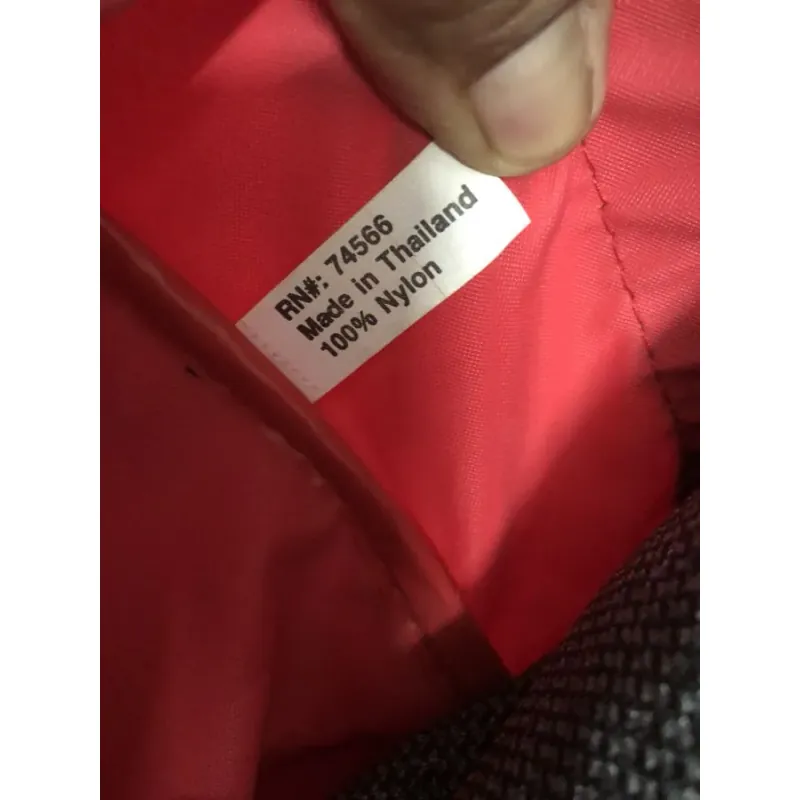 RN#: 74566
Made in Thailand
100% Nylon